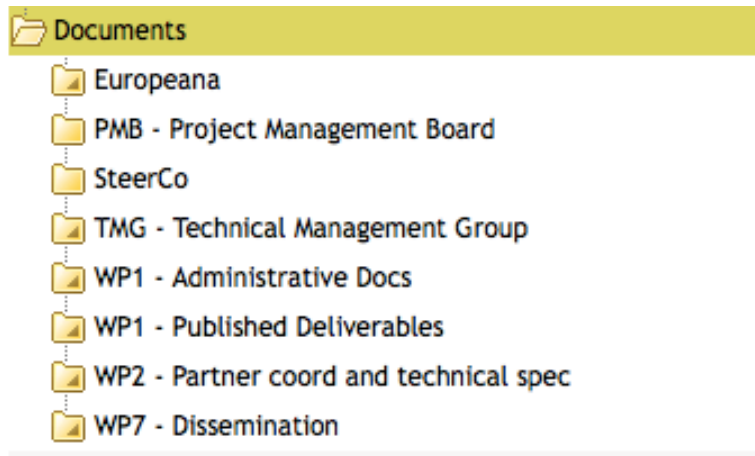 Documents
Europeana
PMB - Project Management Board
SteerCo
TMG - Technical Management Group
WP1 - Administrative Docs
WP1 - Published Deliverables
WP2 - Partner coord and technical spec
WP7 - Dissemination